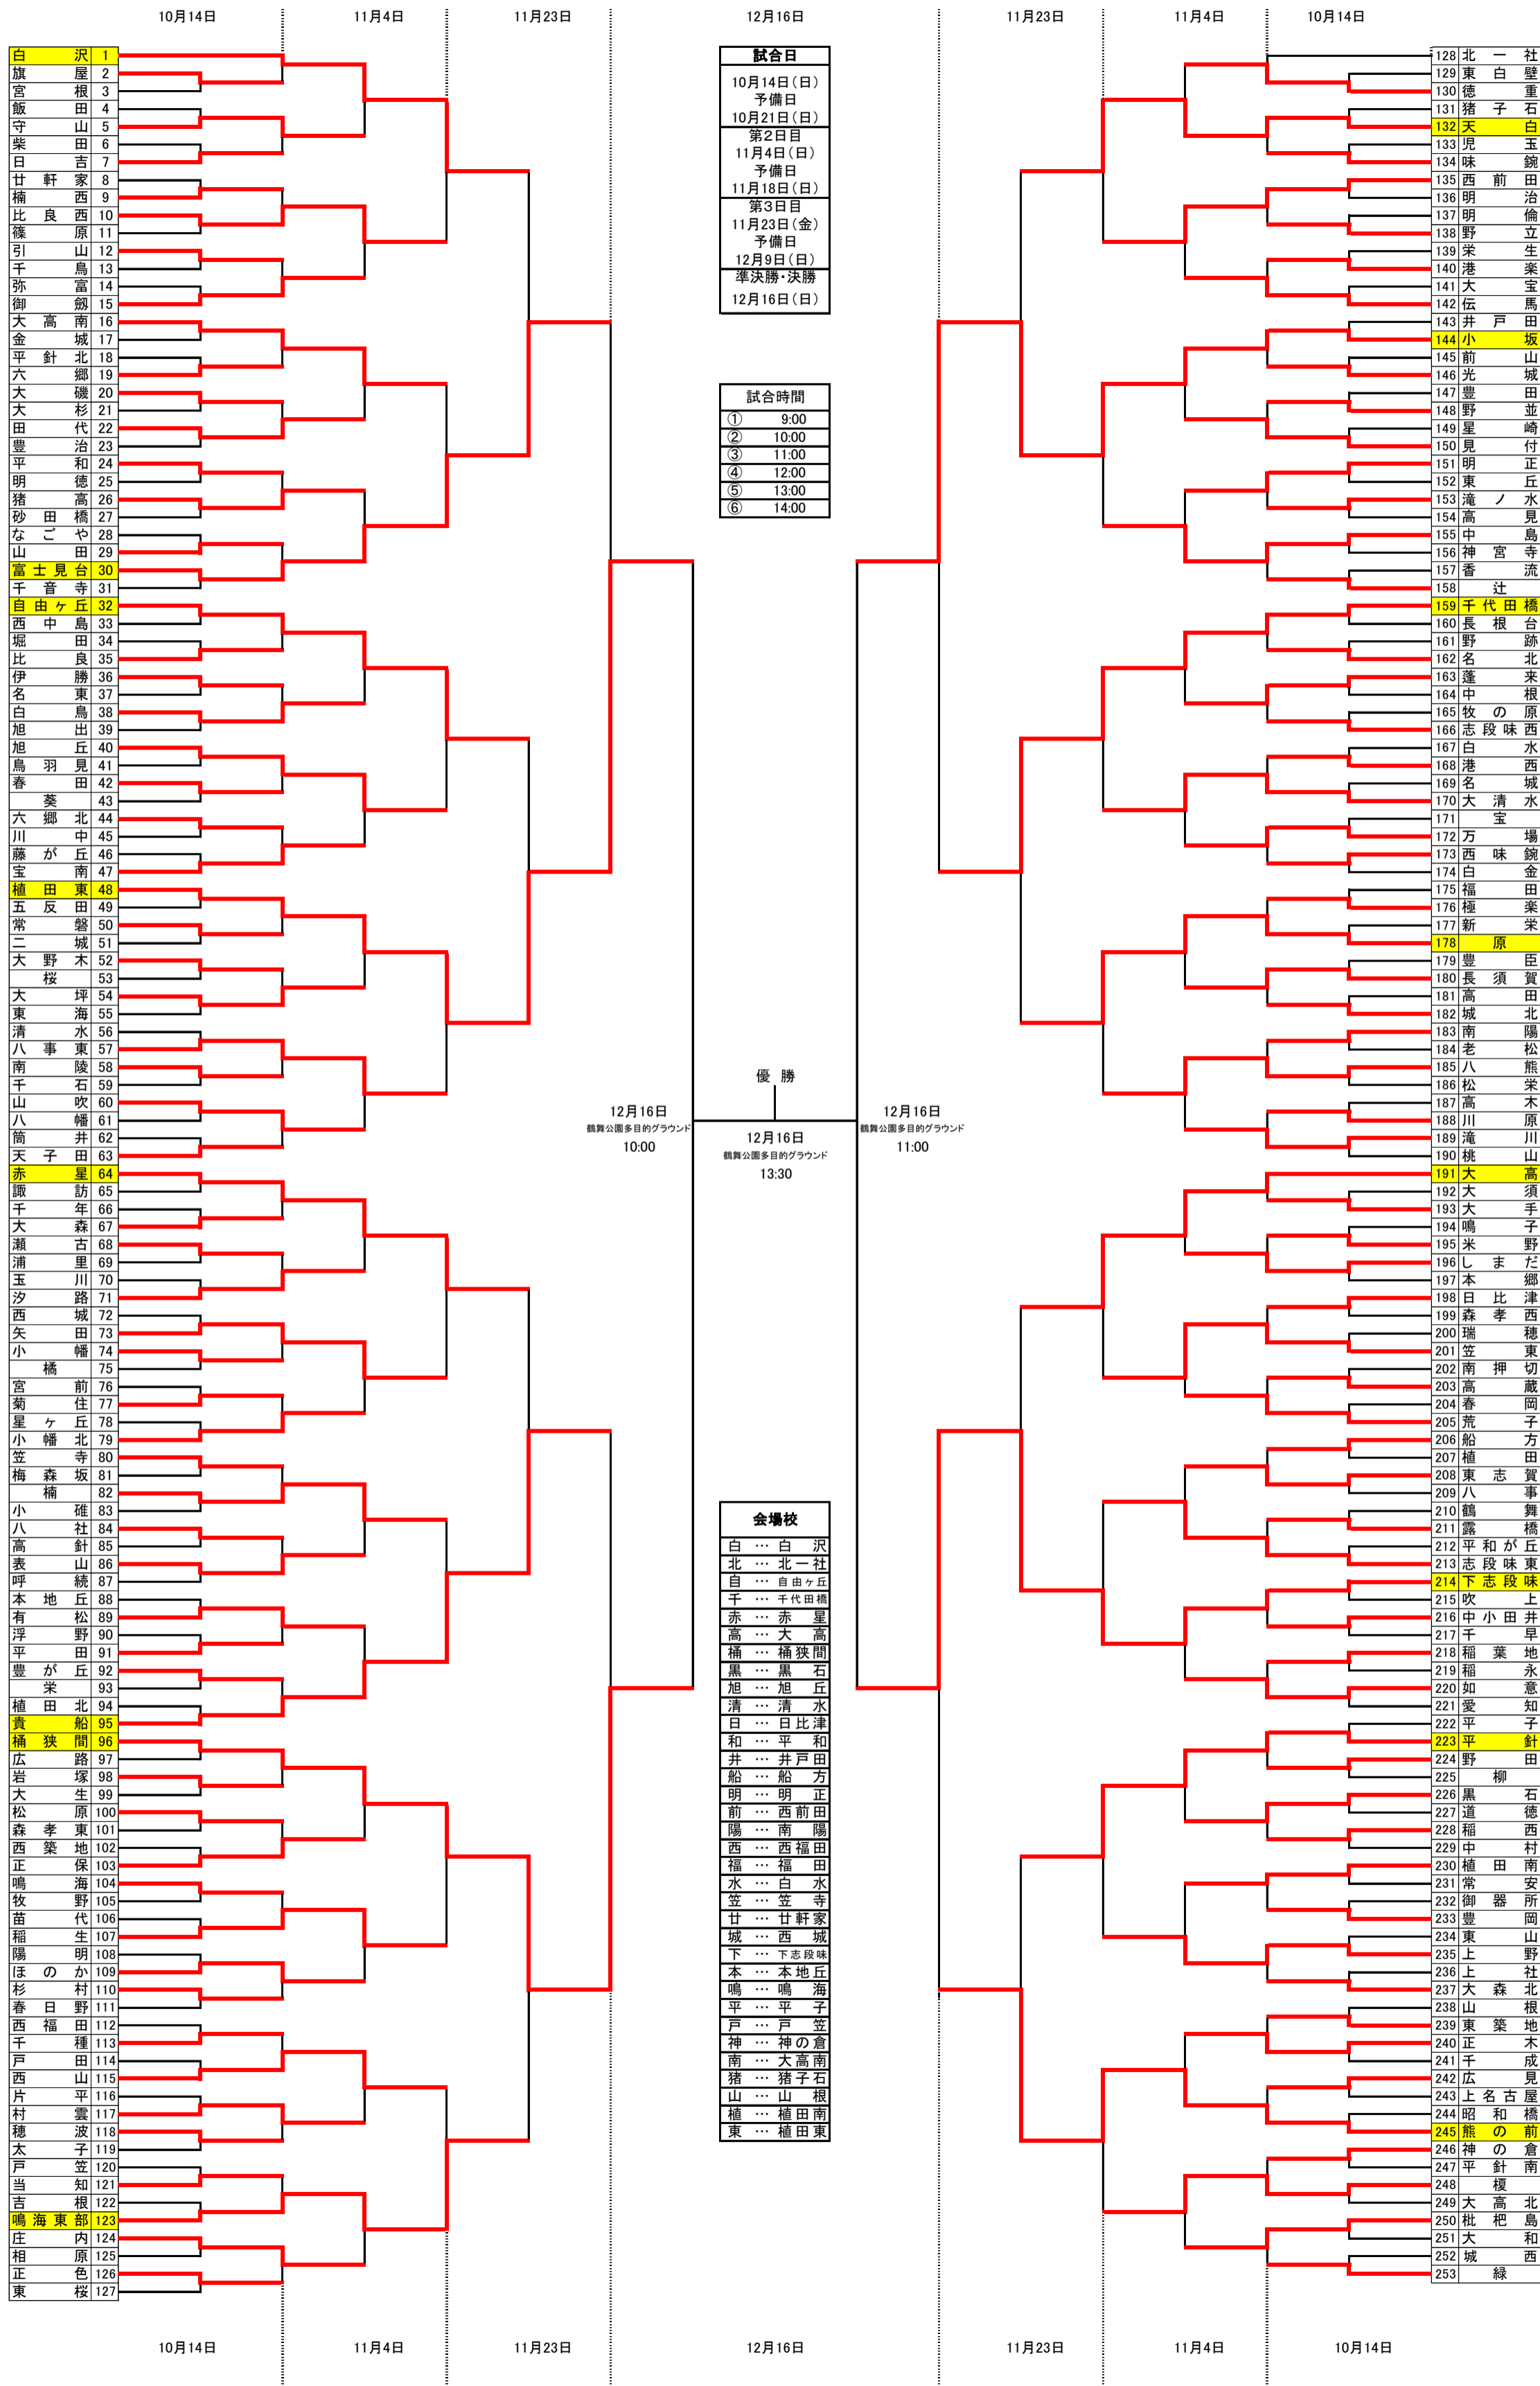 10月14日 11月4日 11月23日 12月16日 11月23日 11月4日 10月14日
白沢 1
旗屋 2
宮根 3
飯田 4
守山 5
柴田 6
日吉 7
廿軒家 8
楠西 9
比良西 10
篠原 11
引山 12
千鳥 13
弥富 14
御劔 15
大高南 16
金城 17
平針北 18
六郷 19
大磯 20
大杉 21
田代 22
豊治 23
平和 24
明徳 25
猪高 26
砂田橋 27
なごや 28
山田 29
富士見台 30
千音寺 31
自由ヶ丘 32
西中島 33
堀田 34
比良 35
伊勝 36
名東 37
白鳥 38
旭出 39
旭丘 40
鳥羽見 41
春田 42
葵 43
六郷北 44
川中 45
藤が丘 46
宝南 47
植田東 48
五反田 49
常磐 50
二城 51
大野木 52
桜 53
大坪 54
東海 55
清水 56
八事東 57
南陵 58
千石 59
山吹 60
八幡 61
筒井 62
天子田 63
赤星 64
諏訪 65
千年 66
大森 67
瀬古 68
浦里 69
玉川 70
汐路 71
西城 72
矢田 73
小幡 74
橘 75
宮前 76
菊住 77
星ヶ丘 78
小幡北 79
笠寺 80
梅森坂 81
楠 82
小碓 83
八社 84
高針 85
表山 86
呼続 87
本地丘 88
有松 89
浮野 90
平田 91
豊が丘 92
栄 93
植田北 94
貴船 95
桶狭間 96
広路 97
岩塚 98
大生 99
松原 100
森孝東 101
西築地 102
正保 103
鳴海 104
牧野 105
苗代 106
稲生 107
陽明 108
ほのか 109
杉村 110
春日野 111
西福田 112
千種 113
戸田 114
西山 115
片平 116
村雲 117
穂波 118
太子 119
戸笠 120
当知 121
吉根 122
鳴海東部 123
庄内 124
相原 125
正色 126
東桜 127
試合日
10月14日(日)
予備日
10月21日(日)
第2日目
11月4日(日)
予備日
11月18日(日)
第3日目
11月23日(金)
予備日
12月9日(日)
準決勝・決勝
12月16日(日)
試合時間
① 9:00
② 10:00
③ 11:00
④ 12:00
⑤ 13:00
⑥ 14:00
優勝
12月16日
鶴舞公園多目的グラウンド
10:00
12月16日
鶴舞公園多目的グラウンド
13:30
12月16日
鶴舞公園多目的グラウンド
11:00
会場校
白 … 白沢
北 … 北一社
自 … 自由ヶ丘
千 … 千代田橋
赤 … 赤星
高 … 大高
桶 … 桶狭間
黒 … 黒石
旭 … 旭丘
清 … 清水
日 … 日比津
和 … 平和
井 … 井戸田
船 … 船方
明 … 明正
前 … 西前田
陽 … 南陽
西 … 西福田
福 … 福田
水 … 白水
笠 … 笠寺
廿 … 廿軒家
城 … 西城
下 … 下志段味
本 … 本地丘
鳴 … 鳴海
平 … 平子
戸 … 戸笠
神 … 神の倉
南 … 大高南
猪 … 猪子石
山 … 山根
植 … 植田南
東 … 植田東
128 北一社
129 東白壁
130 徳重
131 猪子石
132 天白
133 児玉
134 味鋺
135 西前田
136 明治
137 明倫
138 野立
139 栄生
140 港楽
141 大宝
142 伝馬
143 井戸田
144 小坂
145 前山
146 光城
147 豊田
148 野並
149 星崎
150 見付
151 明正
152 東丘
153 滝ノ水
154 高見
155 中島
156 神宮寺
157 香流
158 辻
159 千代田橋
160 長根台
161 野跡
162 名北
163 蓬来
164 中根
165 牧の原
166 志段味西
167 白水
168 港西
169 名城
170 大清水
171 宝
172 万場
173 西味鋺
174 白金
175 福田
176 極楽
177 新栄
178 原
179 豊臣
180 長須賀
181 高田
182 城北
183 南陽
184 老松
185 八熊
186 松栄
187 高木
188 川原
189 滝川
190 桃山
191 大高
192 大須
193 大手
194 鳴子
195 米野
196 しまだ
197 本郷
198 日比津
199 森孝西
200 瑞穂
201 笠東
202 南押切
203 高蔵
204 春岡
205 荒子
206 船方
207 植田
208 東志賀
209 八事
210 鶴舞
211 露橋
212 平和が丘
213 志段味東
214 下志段味
215 吹上
216 中小田井
217 千早
218 稲葉地
219 稲永
220 如意
221 愛知
222 平子
223 平針
224 野田
225 柳
226 黒石
227 道徳
228 稲西
229 中村
230 植田南
231 常安
232 御器所
233 豊岡
234 東山
235 上野
236 上社
237 大森北
238 山根
239 東築地
240 正木
241 千成
242 広見
243 上名古屋
244 昭和橋
245 熊の前
246 神の倉
247 平針南
248 榎
249 大高北
250 枇杷島
251 大和
252 城西
253 緑
10月14日 11月4日 11月23日 12月16日 11月23日 11月4日 10月14日